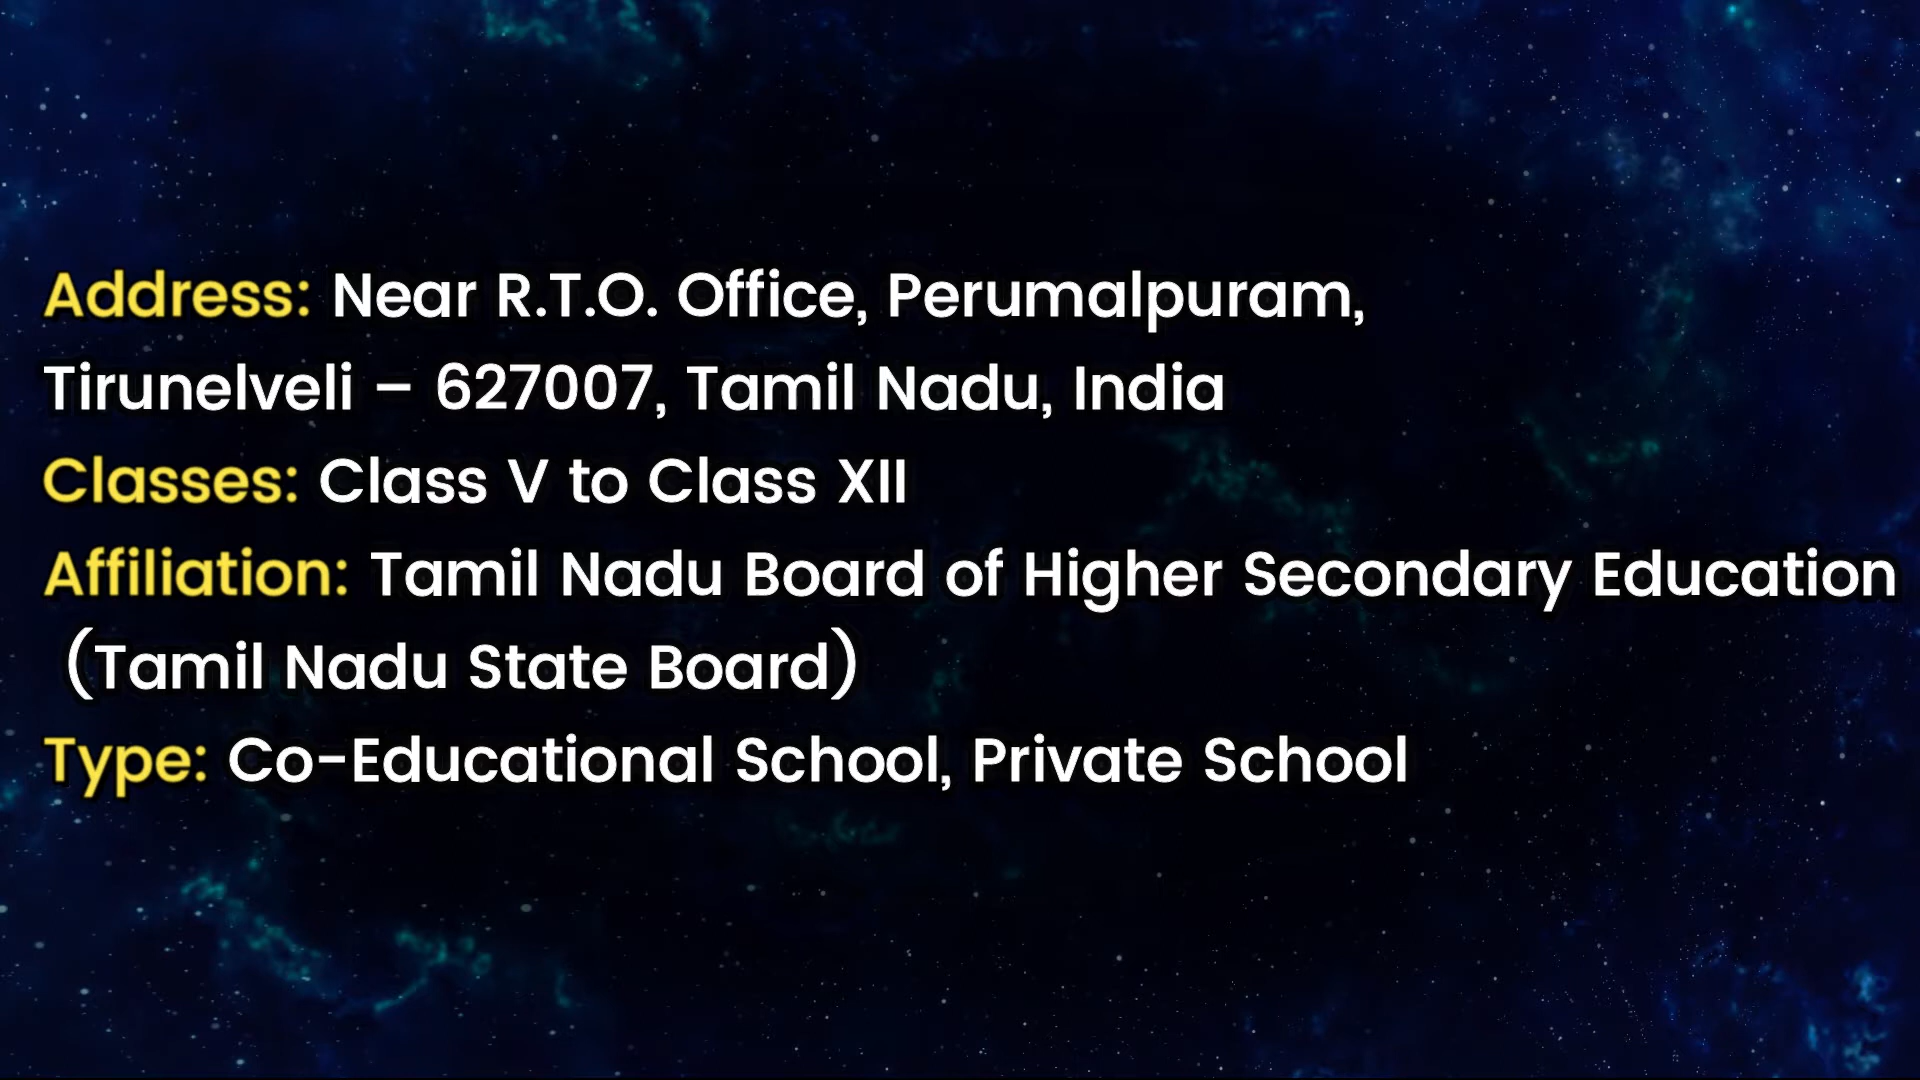 Address: Near R.T.O. Office, Perumalpuram,
Tirunelveli – 627007, Tamil Nadu, India
Classes: Class V to Class XII
Affiliation: Tamil Nadu Board of Higher Secondary Education
(Tamil Nadu State Board)
Type: Co-Educational School, Private School